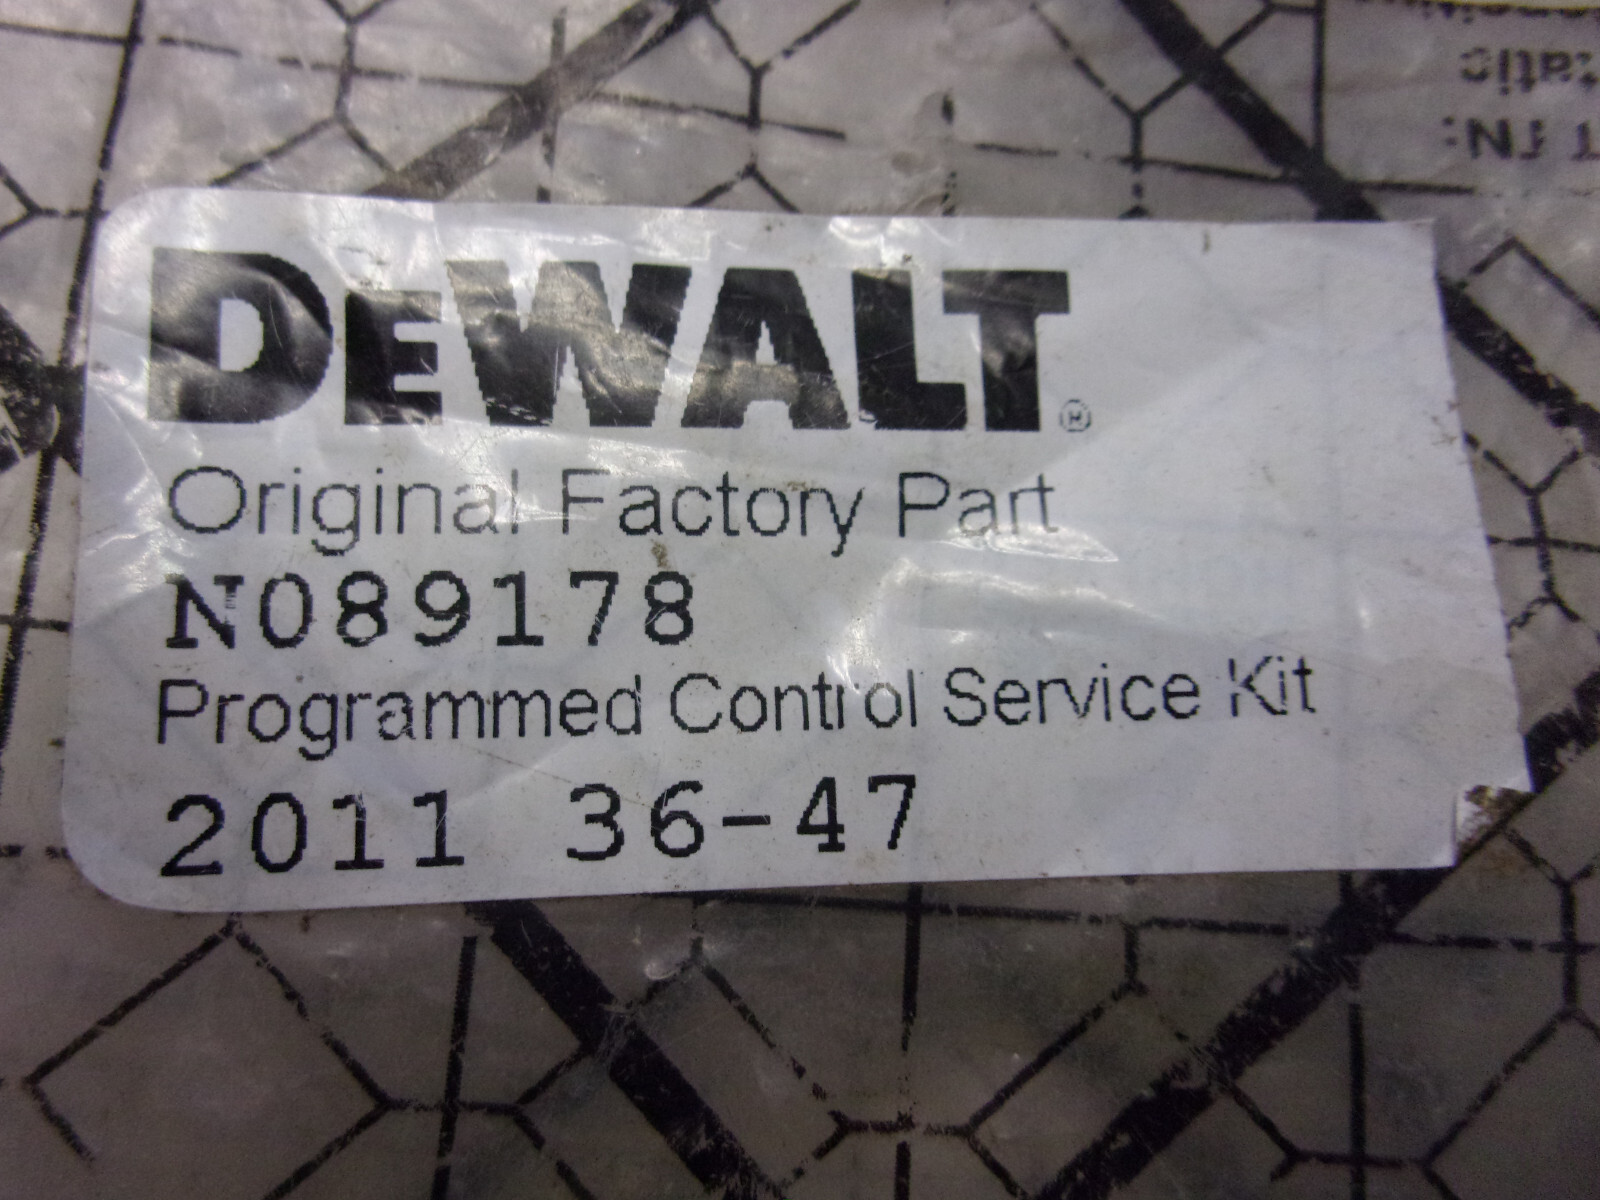 DEWALT®
Original Factory Part
N089178
Programmed Control Service Kit
2011 36-47